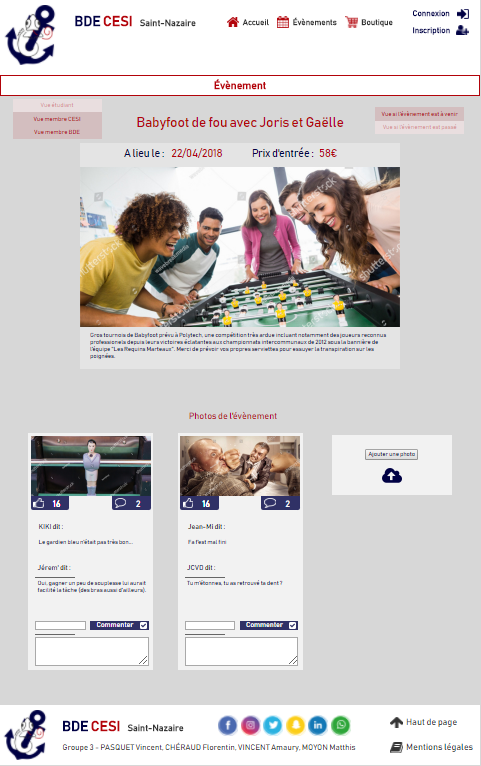 BDE CESI Saint-Nazaire
Accueil
Évènements
Boutique
Connexion
Inscription
Évènement
Vue étudiant
Vue membre CESI
Vue membre BDE
Babyfoot de fou avec Joris et Gaëlle
Vue si l'évènement est à venir
Vue si l'évènement est passé
A lieu le : 22/04/2018 Prix d'entrée : 58€
shutterstock
Gros tournois de Babyfoot prévu à Polytech, une compétition très ardue incluant notamment des joueurs reconnus
professionels depuis leurs victoires éclatantes aux championnats intercommunaux de 2012 sous la bannière de
l'équipe "Les Requins Marteaux". Merci de prévoir vos propres serviettes pour essuyer la transpiration sur les
poignées.
Photos de l'évènement
16 2
KIKI dit :
Le gardien bleu n'était pas très bon...
Jérem' dit :
Oui, gagner un peu de souplesse lui aurait
facilité la tâche (des bras aussi d'ailleurs).
Commenter
16 2
Jean-Mi dit :
Fa f'est mal fini
JCVD dit :
Tu m'étonnes, tu as retrouvé ta dent ?
Commenter
Ajouter une photo
BDE CESI Saint-Nazaire
Groupe 3 - PASQUET Vincent, CHÉRAUD Florentin, VINCENT Amaury, MOYON Matthis
Haut de page
Mentions légales